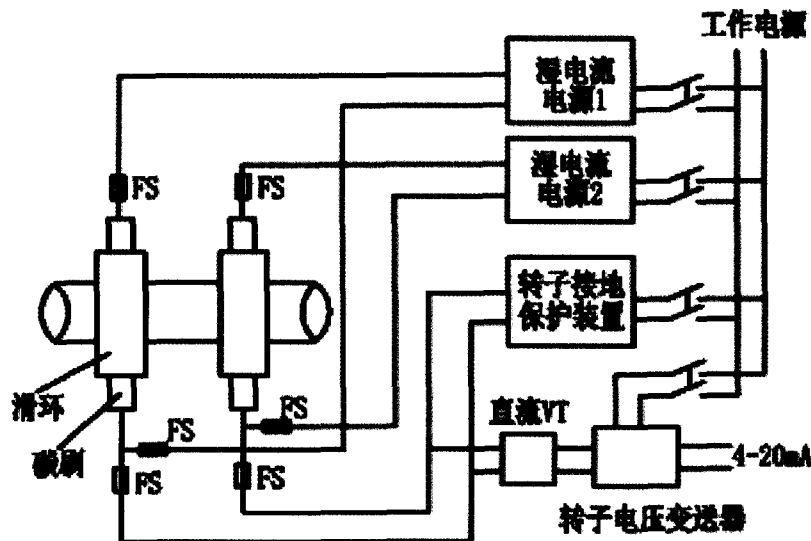 工作电源
湿电流
电源1
FS
FS
湿电流
电源2
转子接地
保护装置
滑环
碳刷
FS
FS
FS
FS
直流VT
4-20mA
转子电压变送器